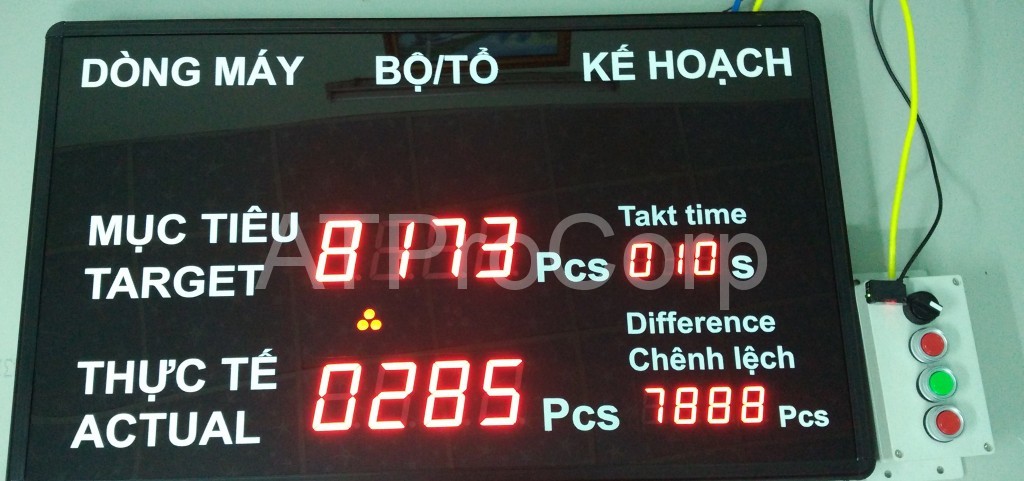 DÒNG MÁY BỘ/TỔ KẾ HOẠCH
MỤC TIÊU
TARGET 8173 Pcs
Takt time
010 s
ATProCorp
THỰC TẾ
ACTUAL 0285 Pcs
Difference
Chênh lệch
7888 Pcs